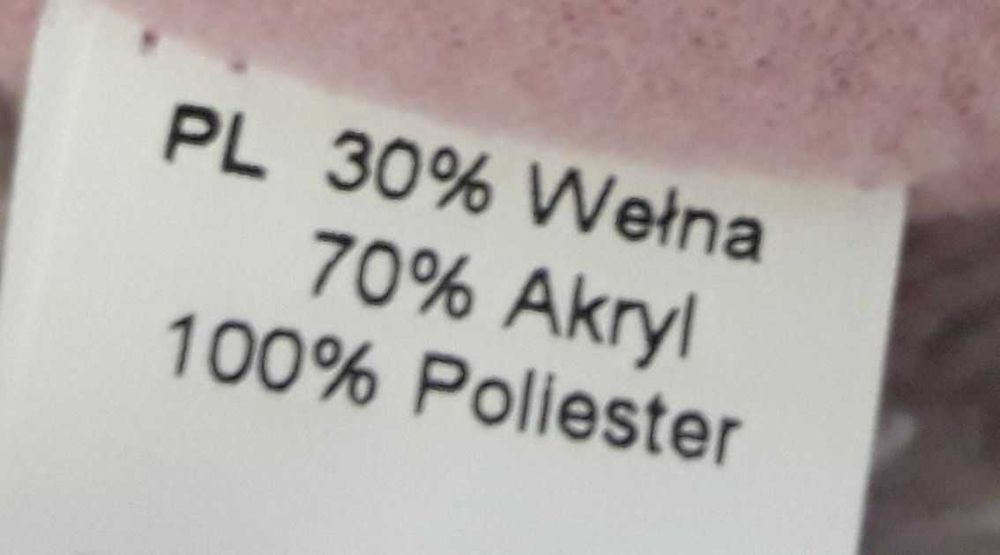 PL 30% Wełna
70% Akryl
100% Poliester